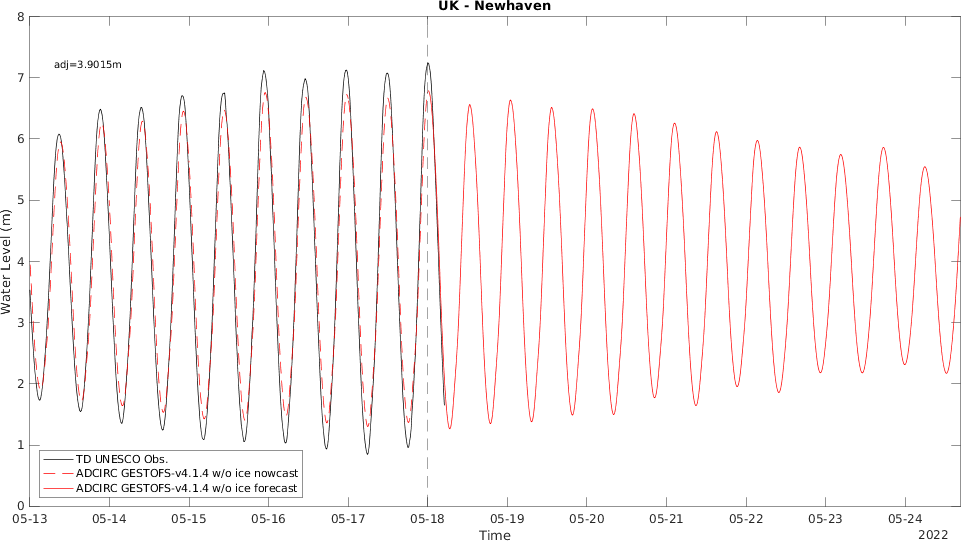 UK - Newhaven
adj=3.9015m
Water Level (m)
8
7
6
5
4
3
2
1
0
TD UNESCO Obs.
ADCIRC GESTOFS-v4.1.4 w/o ice nowcast
ADCIRC GESTOFS-v4.1.4 w/o ice forecast
05-13 05-14 05-15 05-16 05-17 05-18 05-19 05-20 05-21 05-22 05-23 05-24
Time
2022